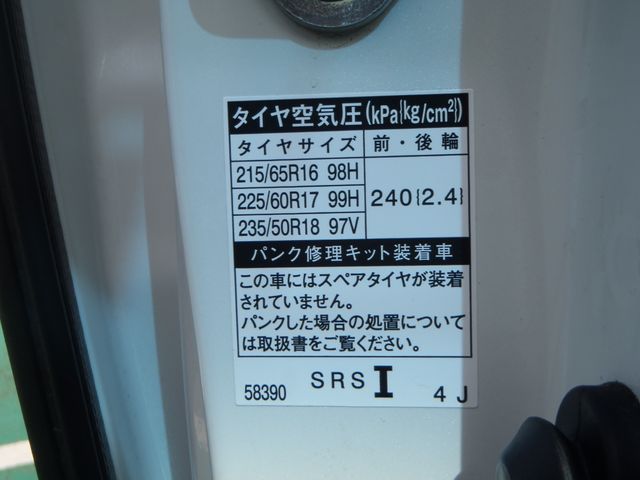 タイヤ空気圧(kPa{kg/cm²})
タイヤサイズ 前・後輪
215/65R16 98H
225/60R17 99H 240{2.4}
235/50R18 97V
パンク修理キット装着車
この車にはスペアタイヤが装着
されていません。
パンクした場合の処置について
は取扱書をご覧ください。
58390 SRS I 4J